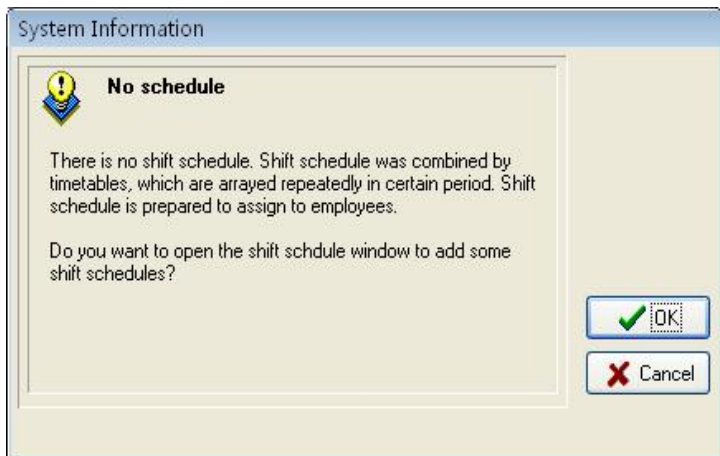 System Information
No schedule
There is no shift schedule. Shift schedule was combined by
timetables, which are arrayed repeatedly in certain period. Shift
schedule is prepared to assign to employees.
Do you want to open the shift schdule window to add some
shift schedules?
OK
Cancel